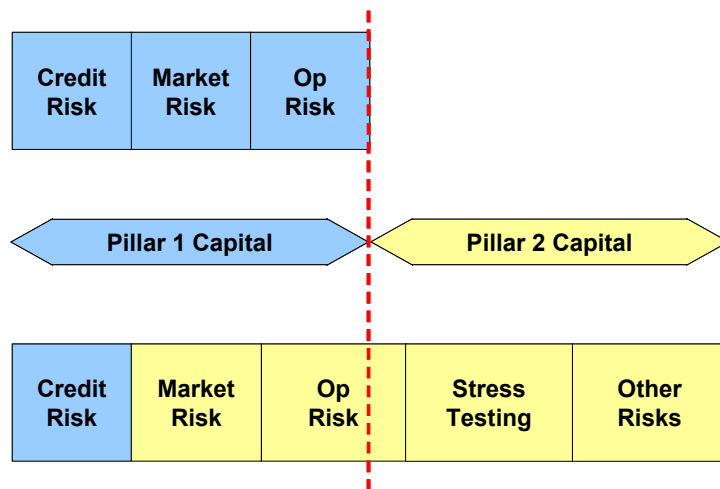 Credit Risk
Market Risk
Op Risk
Pillar 1 Capital
Pillar 2 Capital
Credit Risk
Market Risk
Op Risk
Stress Testing
Other Risks